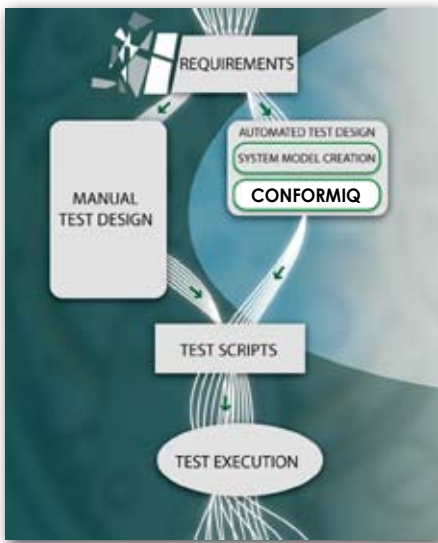 REQUIREMENTS
AUTOMATED TEST DESIGN
SYSTEM MODEL CREATION
CONFORMIQ
MANUAL
TEST DESIGN
TEST SCRIPTS
TEST EXECUTION